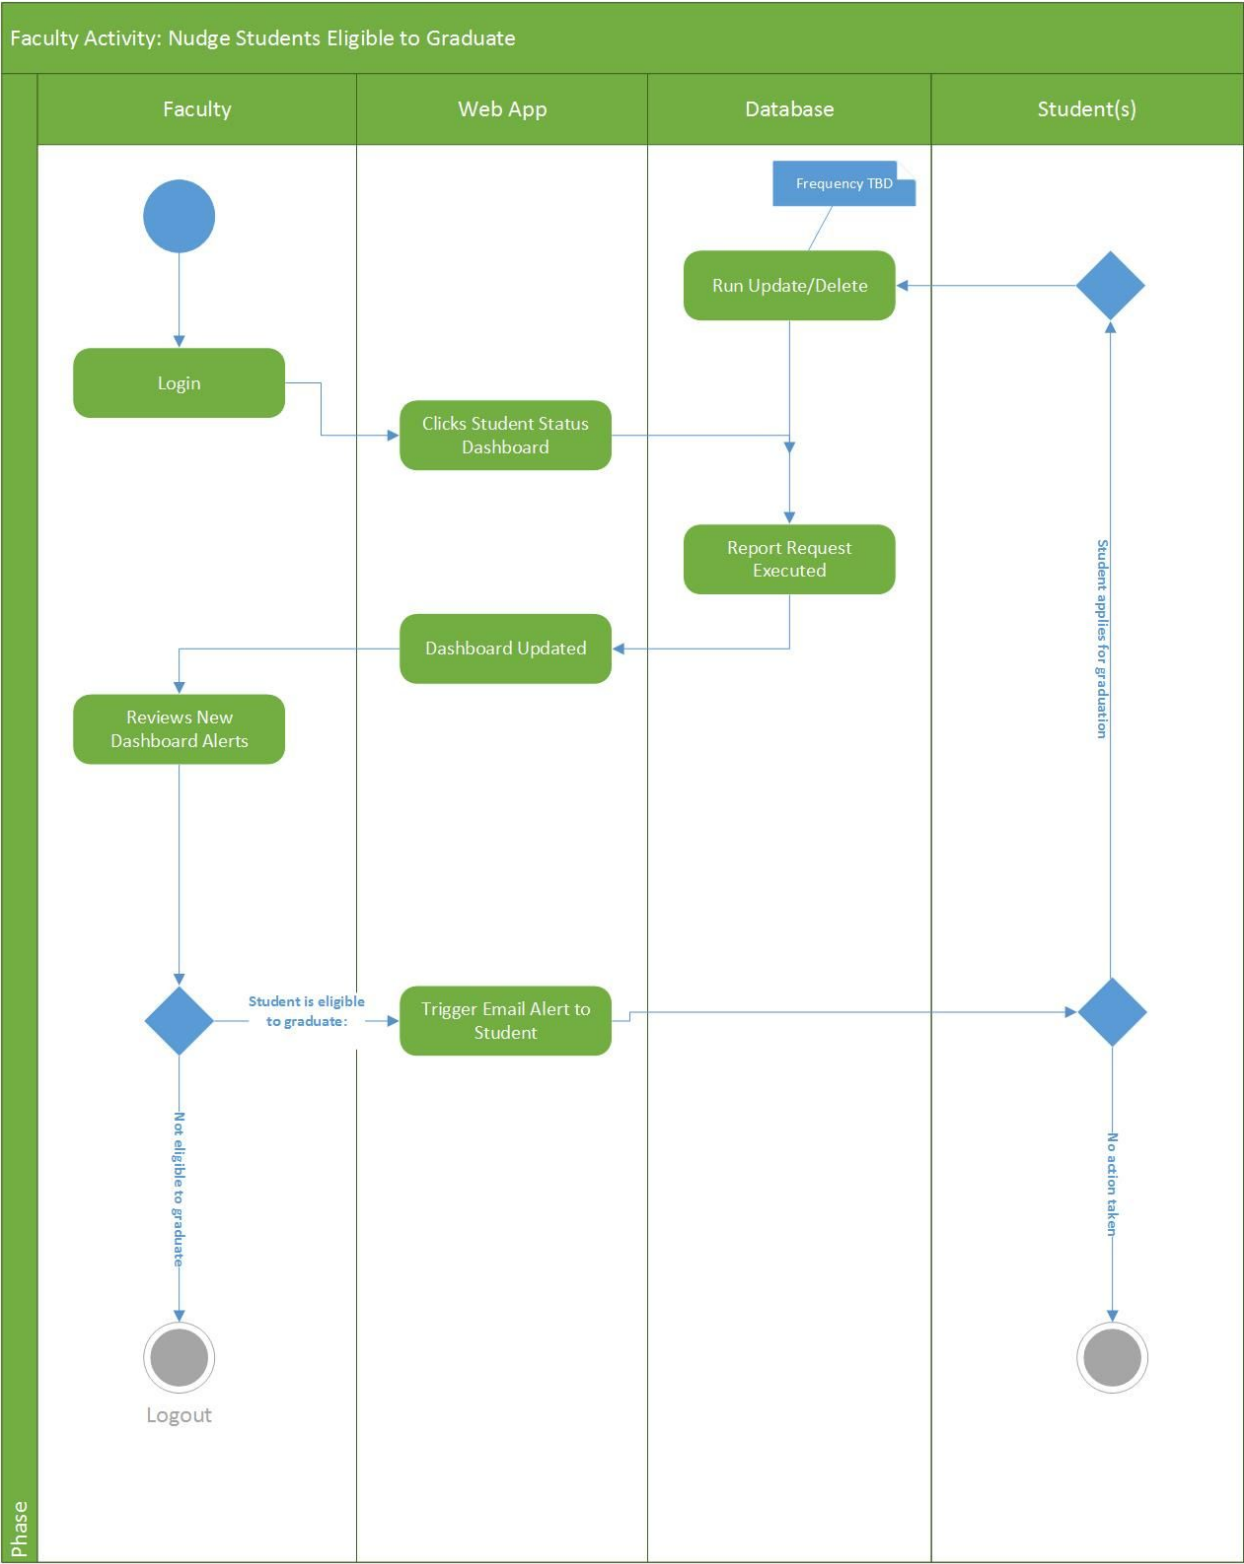 Faculty Activity: Nudge Students Eligible to Graduate
Faculty
Web App
Database
Student(s)
Frequency TBD
Run Update/Delete
Login
Clicks Student Status
Dashboard
Report Request
Executed
Student applies for graduation
Dashboard Updated
Reviews New
Dashboard Alerts
Student is eligible
to graduate:
Trigger Email Alert to
Student
Not eligible to graduate
No action taken
Logout
Phase